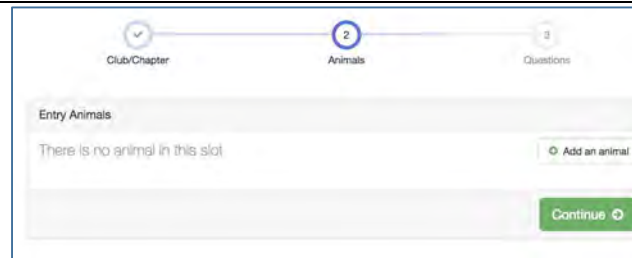 2
3
Club/Chapter
Animals
Questions
Entry Animals
There is no animal in this slot
Add an animal
Continue